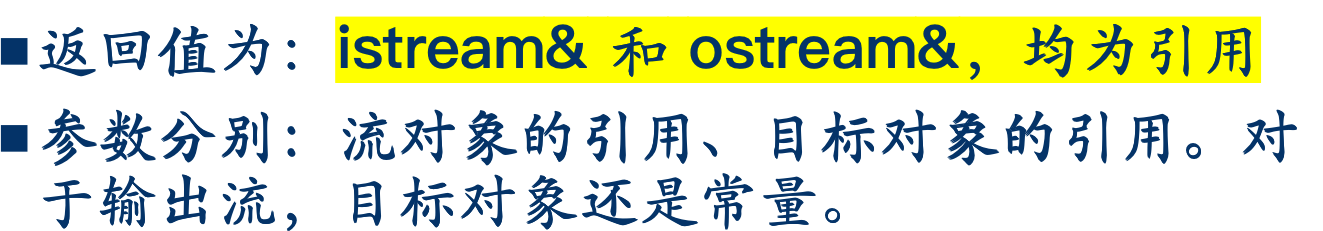 ■返回值为：istream& 和 ostream&，均为引用
■参数分别：流对象的引用、目标对象的引用。对
于输出流，目标对象还是常量。